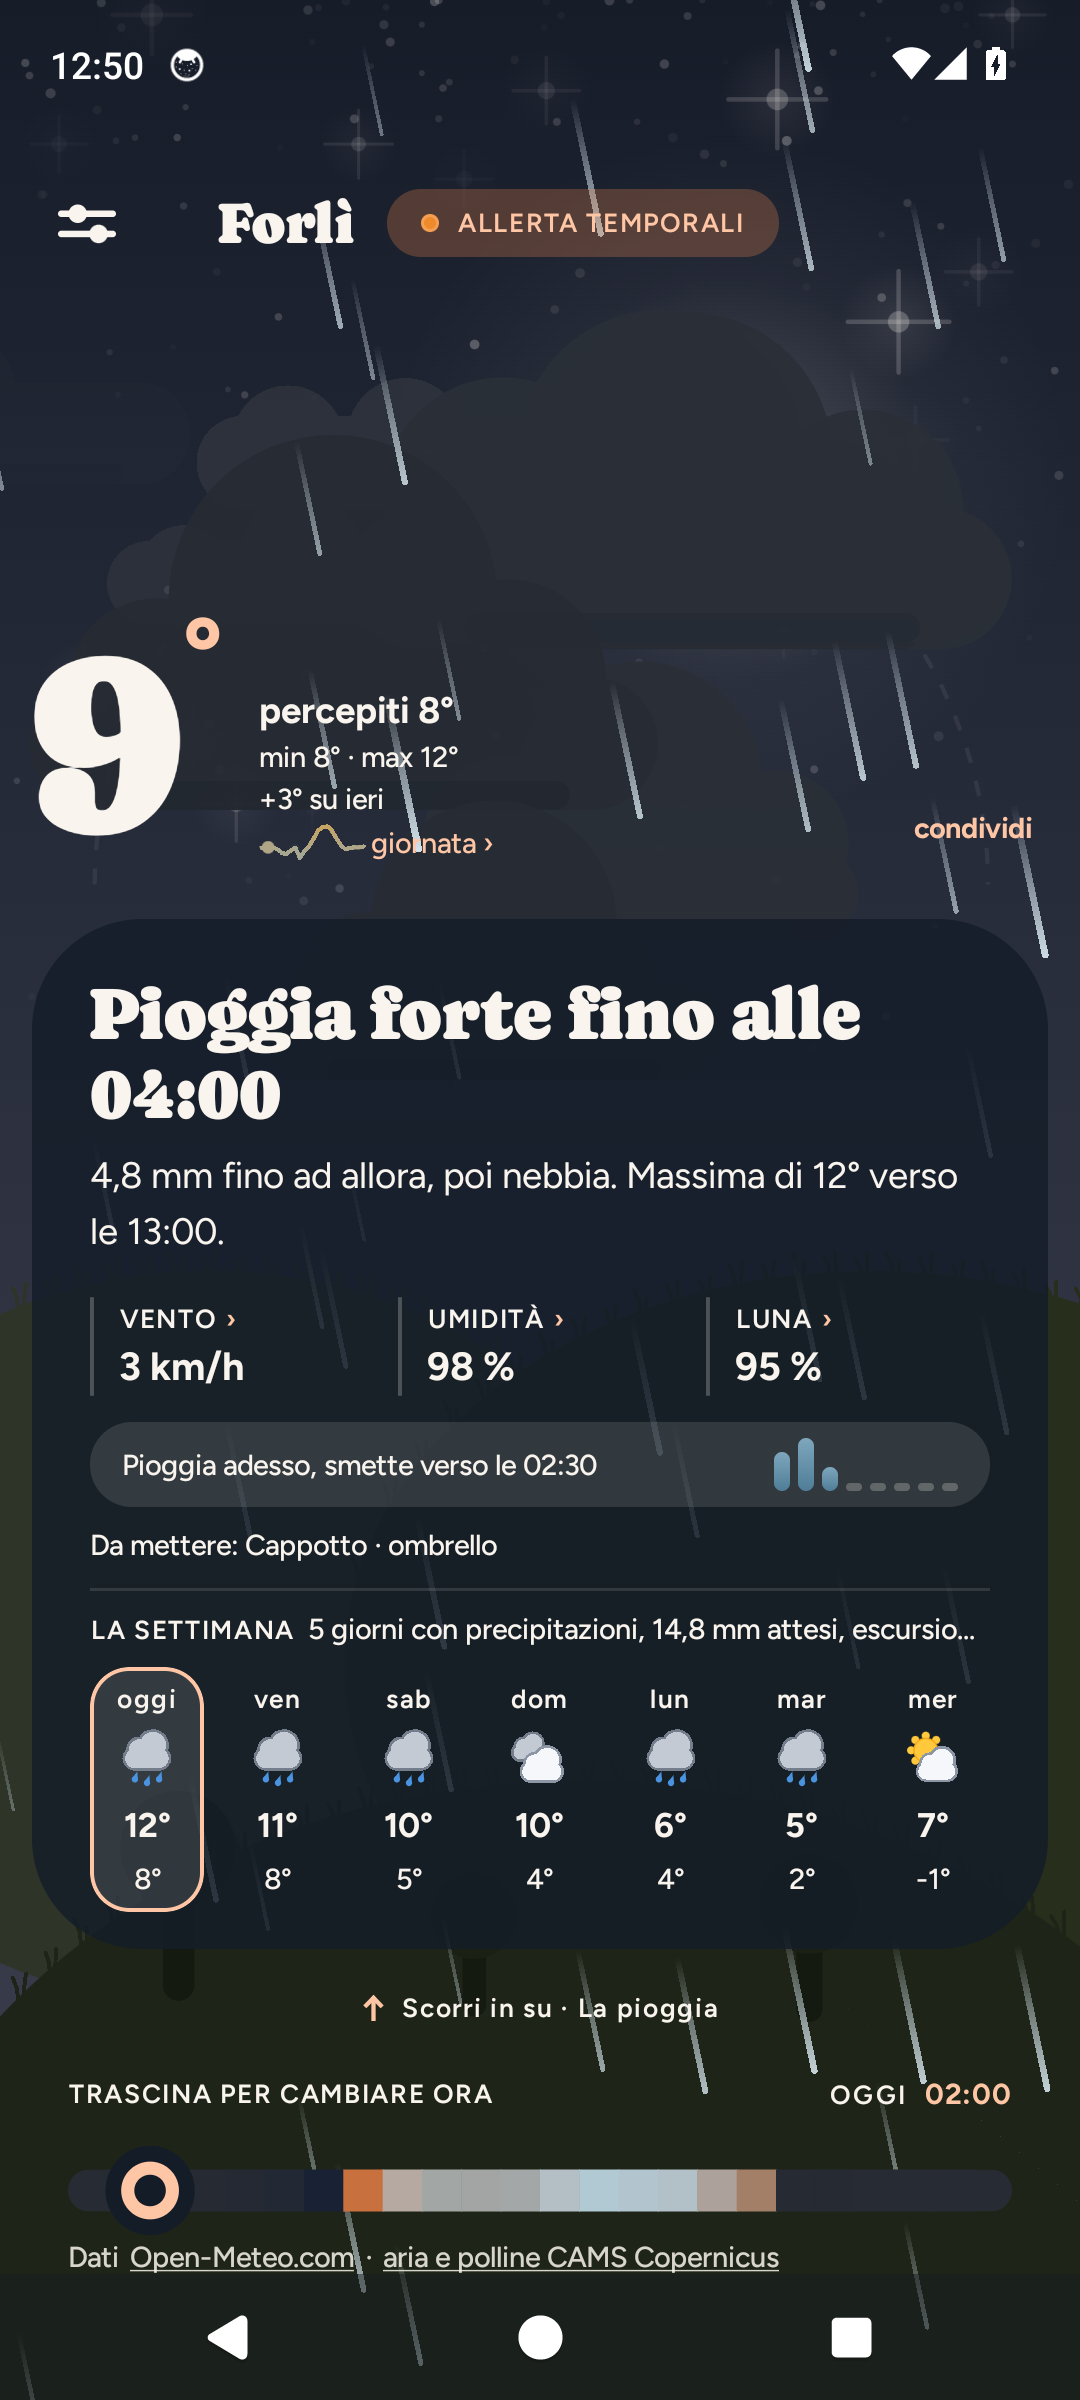 12:50
Forlì
ALLERTA TEMPORALI
9°
percepiti 8°
min 8° · max 12°
+3° su ieri
giornata ›
condividi
Pioggia forte fino alle
04:00
4,8 mm fino ad allora, poi nebbia. Massima di 12° verso
le 13:00.
VENTO › UMIDITÀ › LUNA ›
3 km/h 98 % 95 %
Pioggia adesso, smette verso le 02:30
Da mettere: Cappotto · ombrello
LA SETTIMANA 5 giorni con precipitazioni, 14,8 mm attesi, escursio...
oggi ven sab dom lun mar mer
12° 11° 10° 10° 6° 5° 7°
8° 8° 5° 4° 4° 2° -1°
↑ Scorri in su · La pioggia
TRASCINA PER CAMBIARE ORA OGGI 02:00
Dati Open-Meteo.com · aria e polline CAMS Copernicus